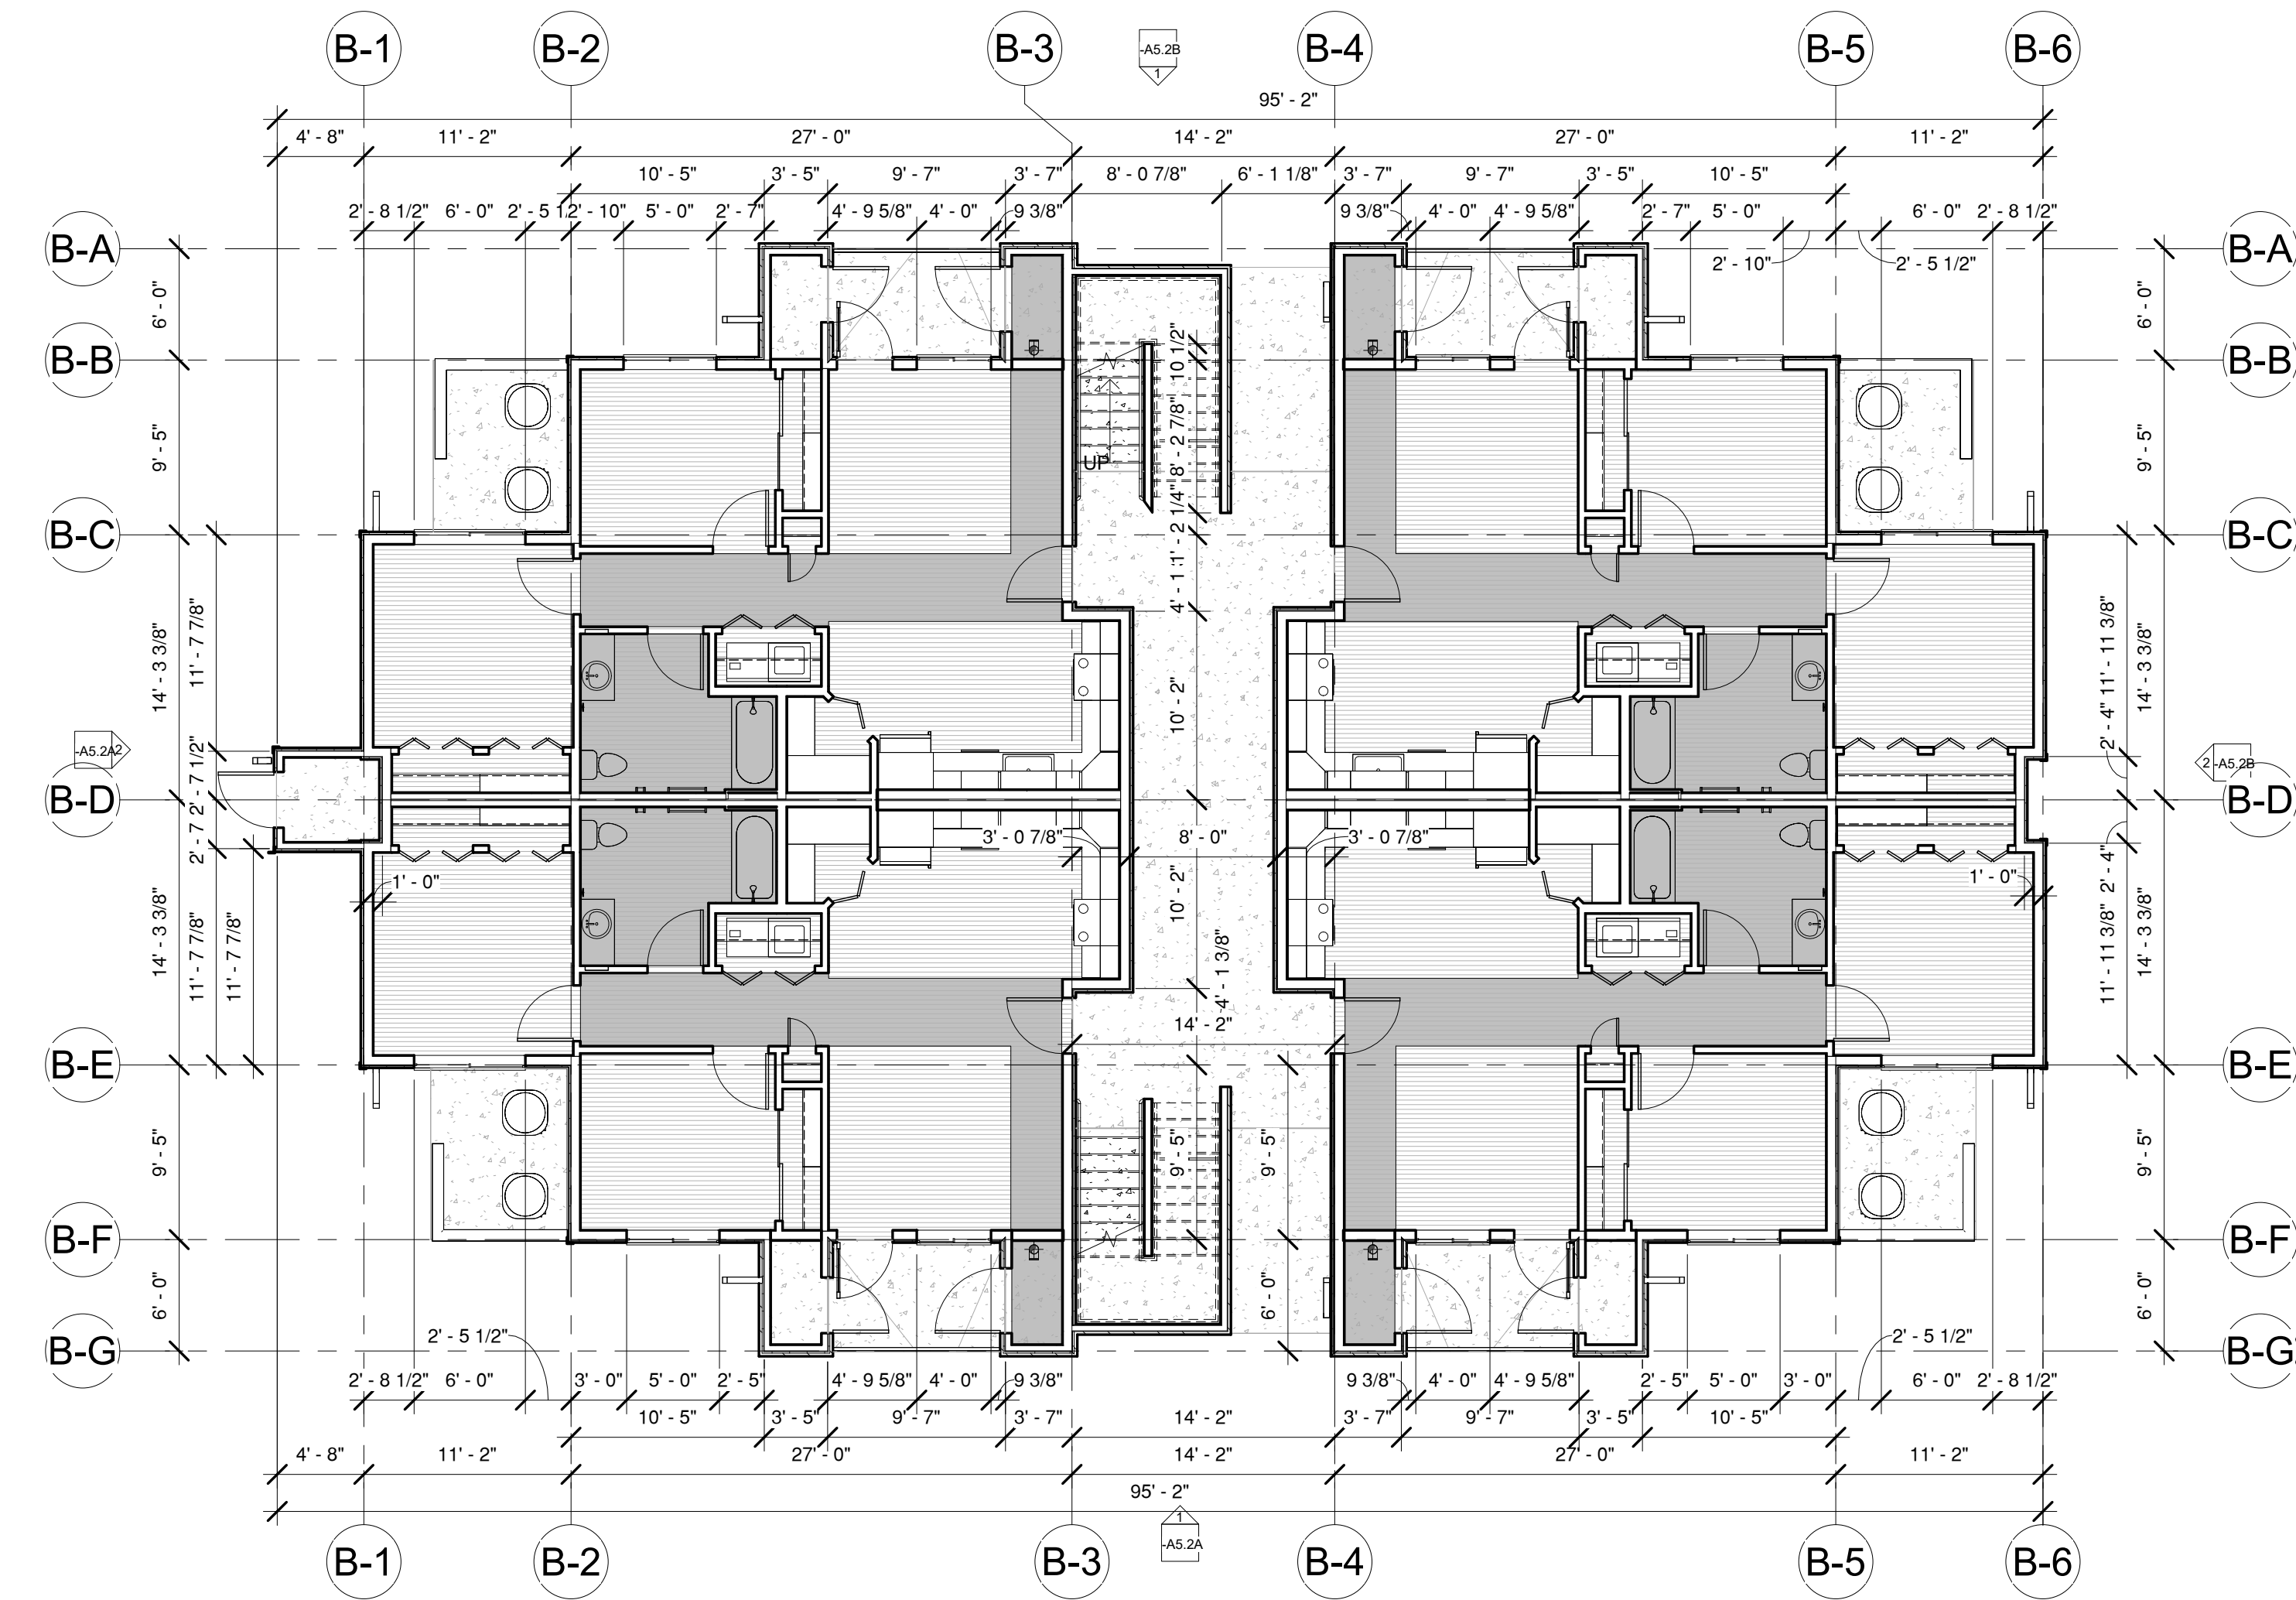 B-1 B-2 B-3 B-4 B-5 B-6
-A5.2B
1
95' - 2"
4' - 8" 11' - 2" 27' - 0" 14' - 2" 27' - 0" 11' - 2"
10' - 5" 3' - 5" 9' - 7" 3' - 7" 8' - 0 7/8" 6' - 1 1/8" 3' - 7" 9' - 7" 3' - 5" 10' - 5"
2' - 8 1/2" 6' - 0" 2' - 5 1/2" 2' - 10" 5' - 0" 2' - 7" 4' - 9 5/8" 4' - 0" 9 3/8" 9 3/8" 4' - 0" 4' - 9 5/8" 2' - 7" 5' - 0" 6' - 0" 2' - 8 1/2"
B-A B-A
2' - 10" 2' - 5 1/2"
6' - 0" 6' - 0"
B-B B-B
10 1/2"
9' - 5" 8' - 2 7/8" 9' - 5"
UP
B-C B-C
1' - 2 1/4"
4' - 1
14' - 3 3/8" 11' - 7 7/8" 11' - 11 3/8" 14' - 3 3/8"
10' - 2"
-A5.2A 2 2' - 7 1/2" 2' - 4" 2 -A5.2B
B-D B-D
2' - 7 3' - 0 7/8" 8' - 0" 3' - 0 7/8" 2' - 4"
1' - 0" 1' - 0"
14' - 3 3/8" 11' - 7 7/8" 11' - 7 7/8" 10' - 2" 11' - 11 3/8" 14' - 3 3/8"
4' - 1 3/8"
14' - 2"
B-E B-E
9' - 5" 9' - 5" 9' - 5" 9' - 5"
B-F B-F
6' - 0" 6' - 0" 6' - 0"
2' - 5 1/2" 2' - 5 1/2"
B-G B-G
2' - 8 1/2" 6' - 0" 3' - 0" 5' - 0" 2' - 5" 4' - 9 5/8" 4' - 0" 9 3/8" 9 3/8" 4' - 0" 4' - 9 5/8" 2' - 5" 5' - 0" 3' - 0" 6' - 0" 2' - 8 1/2"
10' - 5" 3' - 5" 9' - 7" 3' - 7" 14' - 2" 3' - 7" 9' - 7" 3' - 5" 10' - 5"
4' - 8" 11' - 2" 27' - 0" 14' - 2" 27' - 0" 11' - 2"
95' - 2"
1
-A5.2A
B-1 B-2 B-3 B-4 B-5 B-6